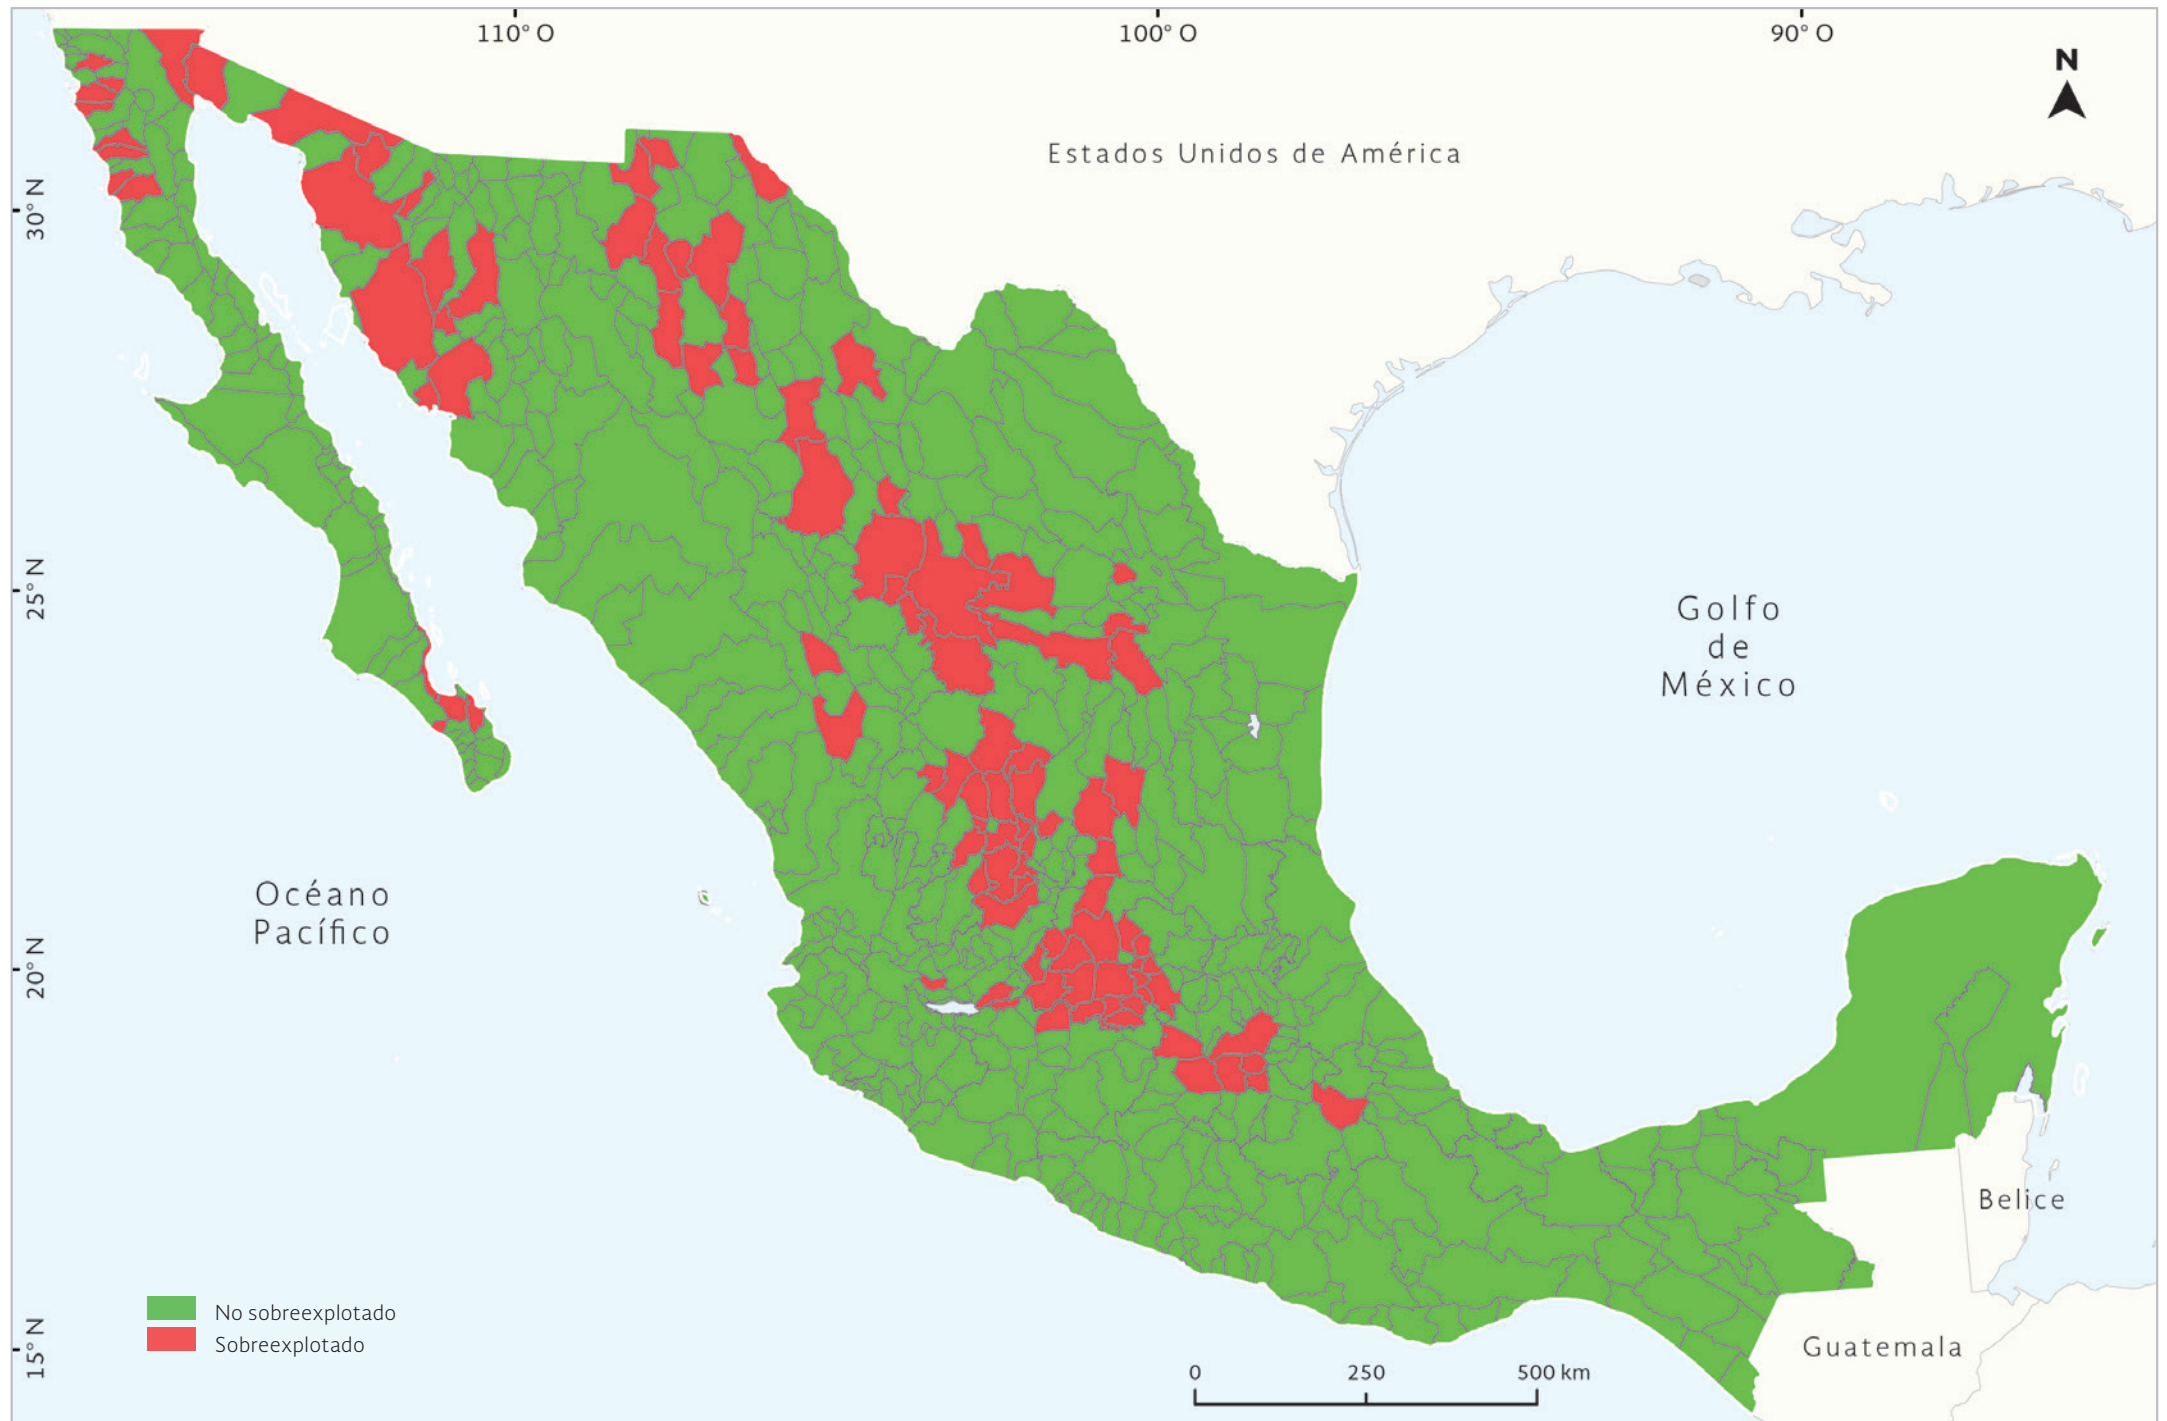 110° O
100° O
90° O
N
Estados Unidos de América
30° N
25° N
Golfo
de
México
Océano
Pacífico
20° N
Belice
No sobreexplotado
Sobreexplotado
15° N
Guatemala
0
250
500 km